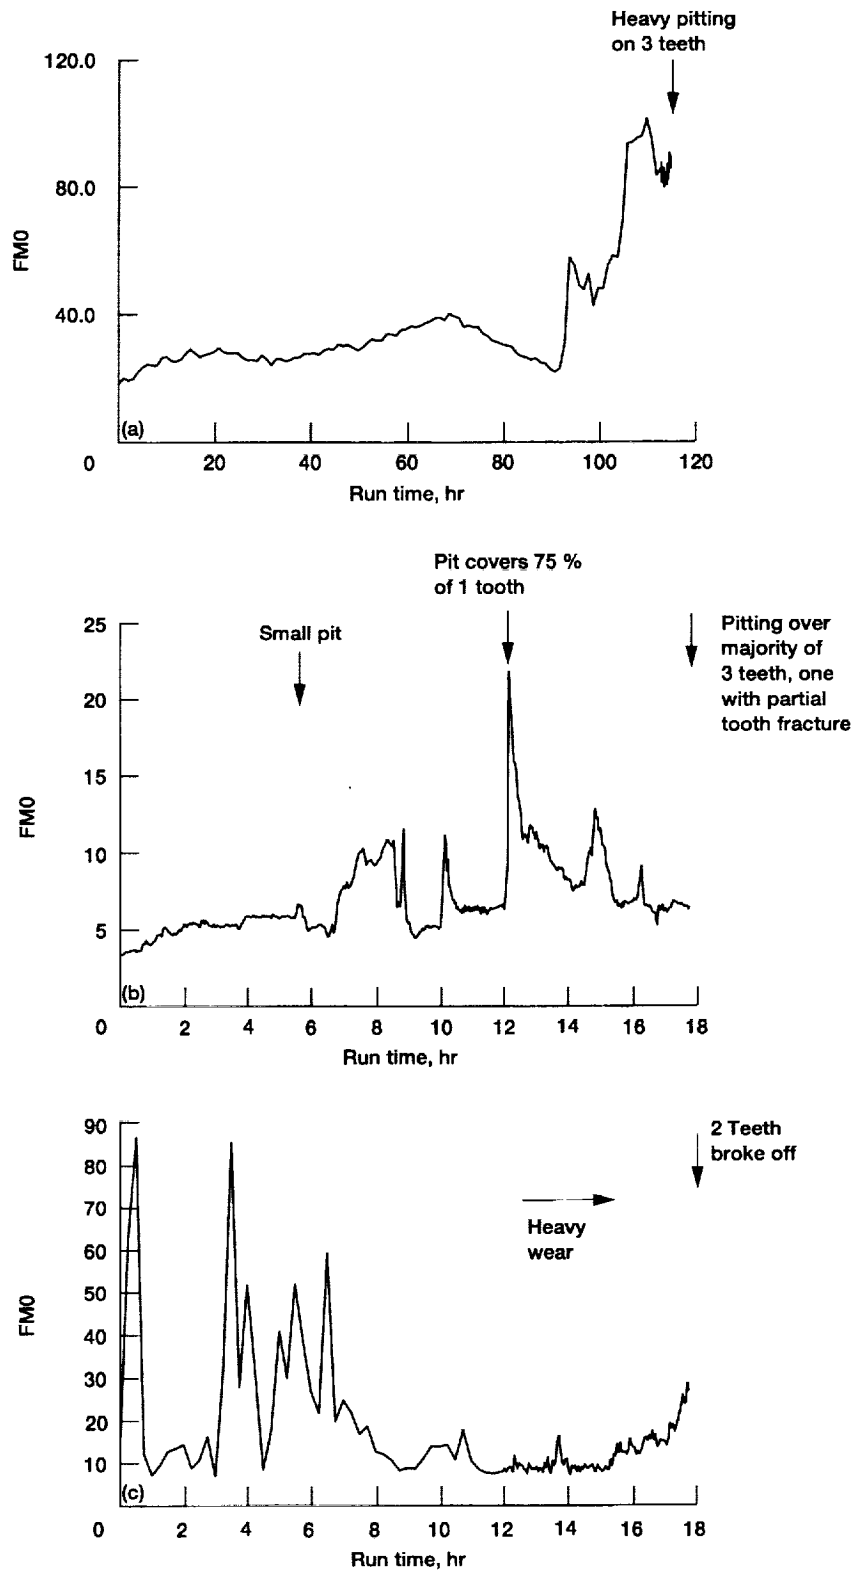 Heavy pitting
on 3 teeth
120.0
80.0
FM0
40.0
(a)
0 20 40 60 80 100 120
Run time, hr
Pit covers 75 %
of 1 tooth
Small pit
Pitting over
majority of
3 teeth, one
with partial
tooth fracture
25
20
15
FM0
10
5
(b)
0 2 4 6 8 10 12 14 16 18
Run time, hr
2 Teeth
broke off
Heavy
wear
90
80
70
60
50
FM0
40
30
20
10
(c)
0 2 4 6 8 10 12 14 16 18
Run time, hr